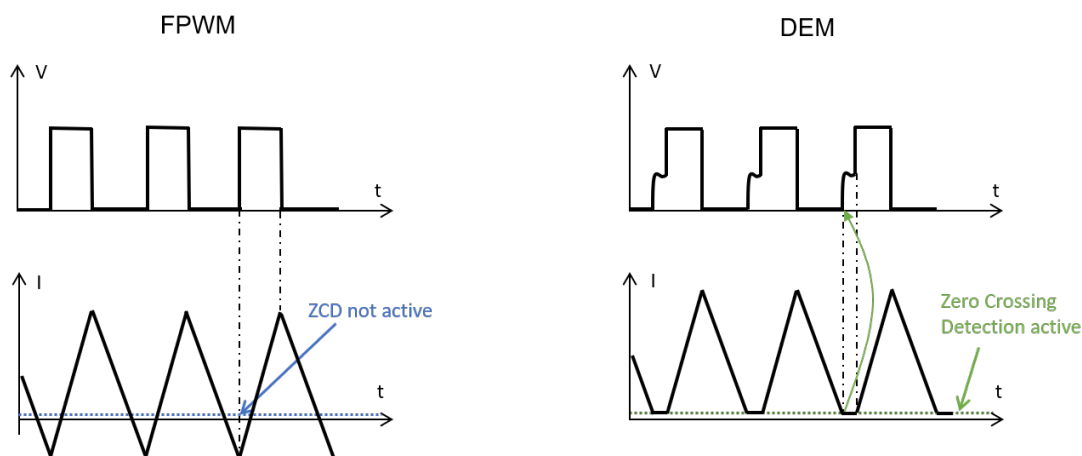 FPWM
DEM
V
t
V
t
I
ZCD not active
t
I
Zero Crossing
Detection active
t